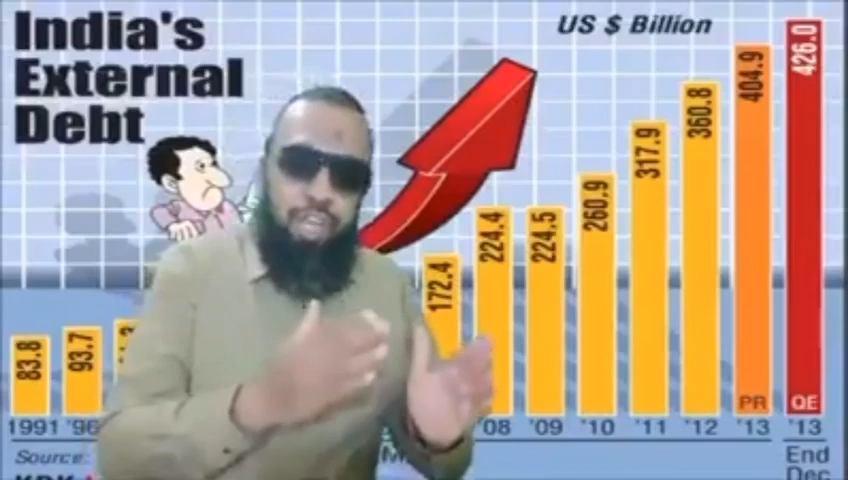 India's
External
Debt
US $ Billion
83.8
93.7
172.4
224.4
224.5
260.9
317.9
360.8
404.9
426.0
PR
QE
1991 '96
'08 '09 '10 '11 '12 '13 '13
Source:
End
Dec